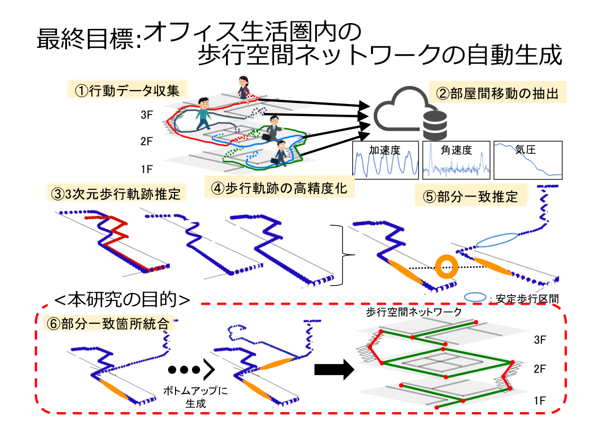 最終目標:オフィス生活圏内の
歩行空間ネットワークの自動生成
①行動データ収集
②部屋間移動の抽出
3F
2F
1F
加速度
角速度
気圧
③3次元歩行軌跡推定
④歩行軌跡の高精度化
⑤部分一致推定
:安定歩行区間
<本研究の目的>
⑥部分一致箇所統合
ボトムアップに
生成
歩行空間ネットワーク
3F
2F
1F